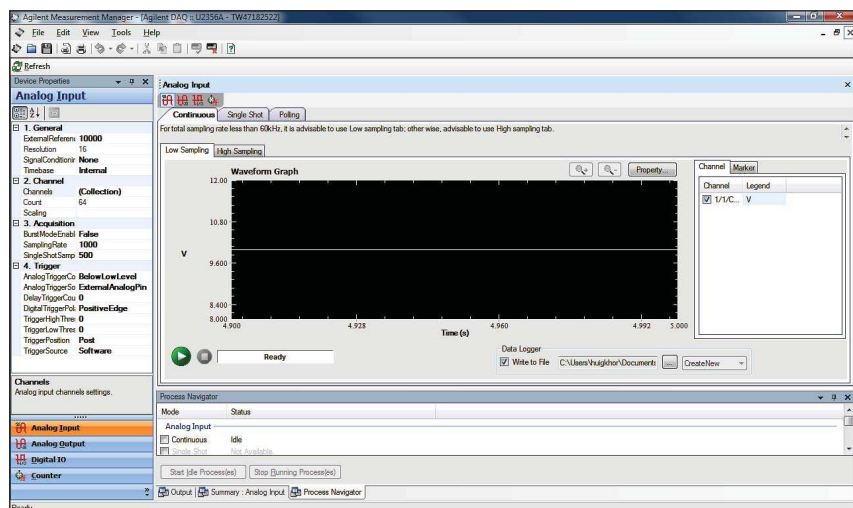 Agilent Measurement Manager - [Agilent DAQ :: U2356A - TW47182522]
File Edit View Tools Help
Refresh
Device Properties
Analog Input
1. General
ExternalReferen 10000
Resolution 16
SignalConditionir None
Timebase Internal
2. Channel
Channels (Collection)
Count 64
Scaling
3. Acquisition
BurstModeEnabl False
SamplingRate 1000
SingleShotSamp 500
4. Trigger
AnalogTriggerCo BelowLowLevel
AnalogTriggerSo ExternalAnalogPin
DelayTriggerCou 0
DigitalTriggerPol PositiveEdge
TriggerHighThre 0
TriggerLowThres 0
TriggerPosition Post
TriggerSource Software
Channels
Analog input channels settings.
Analog Input
Analog Output
Digital IO
Counter
Analog Input
Continuous Single Shot Polling
For total sampling rate less than 60kHz, it is advisable to use Low sampling tab; other wise, advisable to use High sampling tab.
Low Sampling High Sampling
Waveform Graph
Property...
12.00
10.80
V
9.600
8.400
8.000
4.900 4.928 4.960 4.992 5.000
Time (s)
Channel Marker
Channel Legend
1/1/C... V
Ready
Data Logger
Write to File C:\Users\huigkhor\Documents ... CreateNew
Process Navigator
Mode Status
Analog Input
Continuous Idle
Single Shot Not Available
Start Idle Process(es) Stop Running Process(es)
Output Summary : Analog Input Process Navigator
Ready